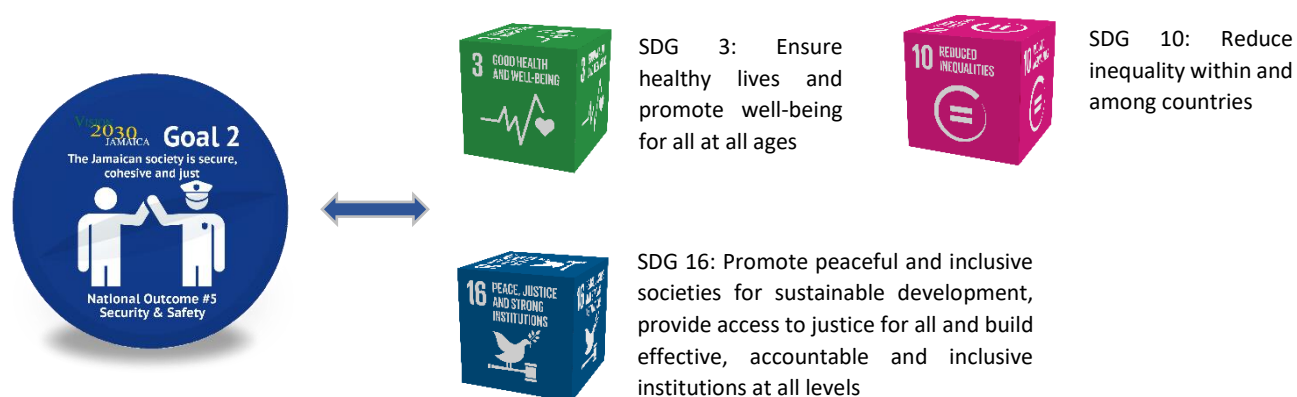 VISION
2030
JAMAICA
Goal 2
The Jamaican society is secure,
cohesive and just
National Outcome #5
Security & Safety
3 GOOD HEALTH
AND WELL-BEING
SDG 3: Ensure
healthy lives and
promote well-being
for all at all ages
10 REDUCED
INEQUALITIES
SDG 10: Reduce
inequality within and
among countries
16 PEACE, JUSTICE
AND STRONG
INSTITUTIONS
SDG 16: Promote peaceful and inclusive
societies for sustainable development,
provide access to justice for all and build
effective, accountable and inclusive
institutions at all levels